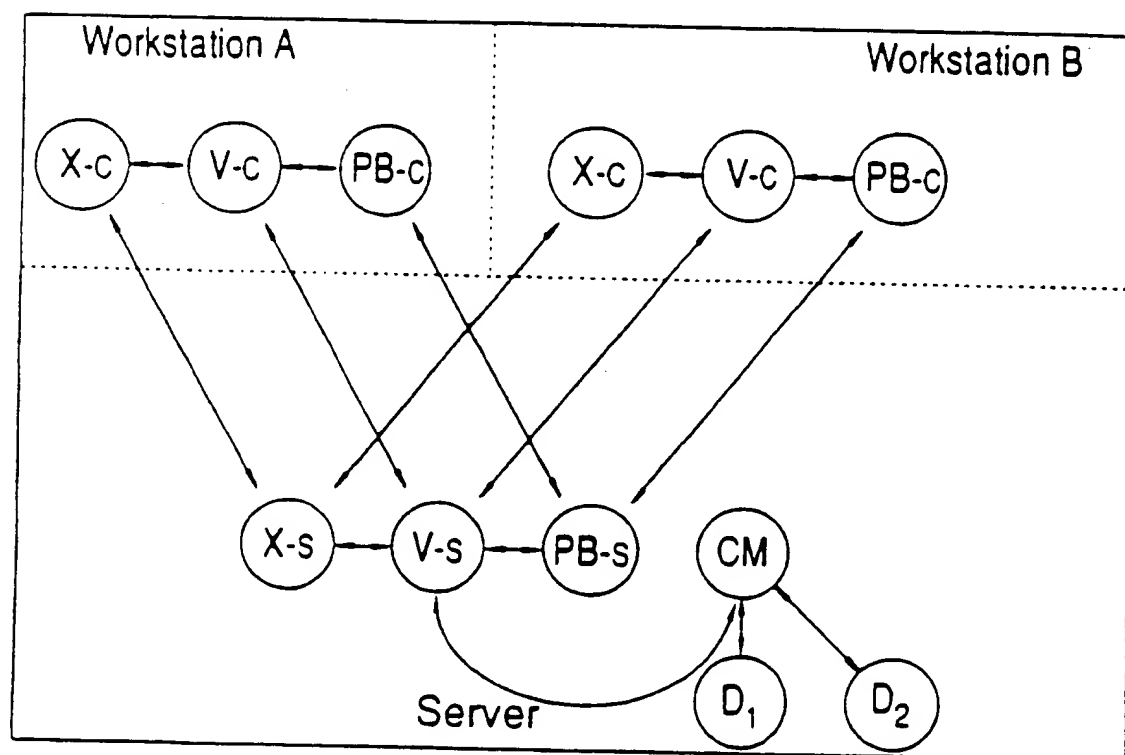 Workstation A
Workstation B
X-c
V-c
PB-c
X-c
V-c
PB-c
X-s
V-s
PB-s
CM
Server
D₁
D₂